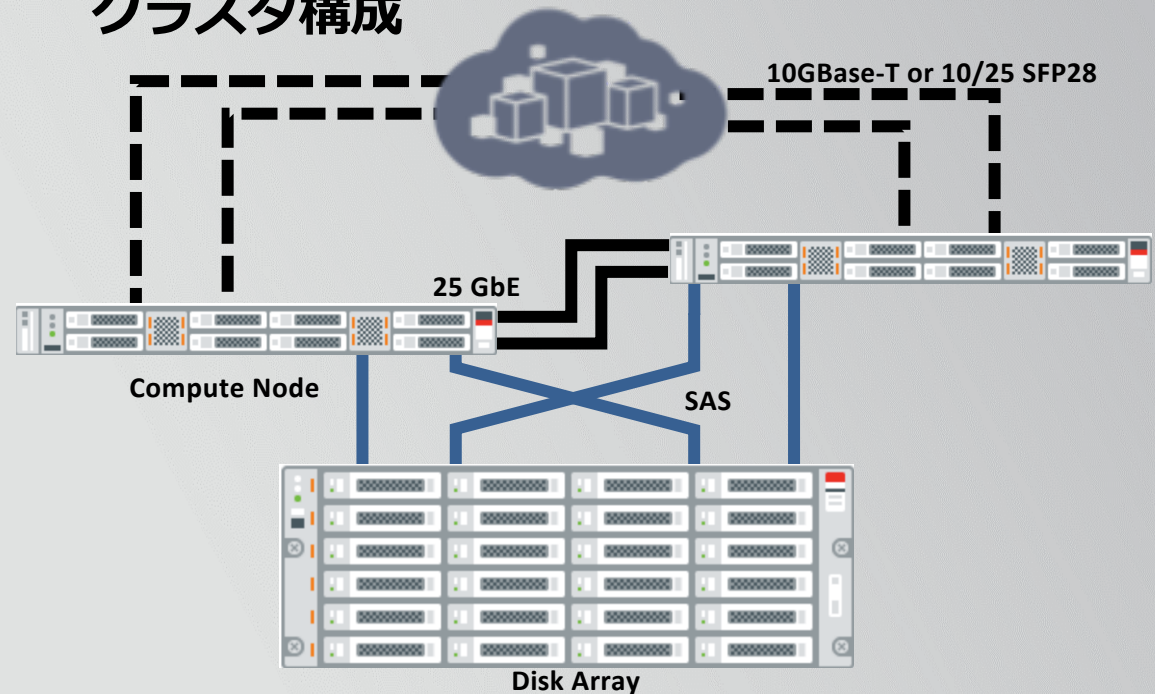 クラスタ構成
10GBase-T or 10/25 SFP28
25 GbE
Compute Node
SAS
Disk Array